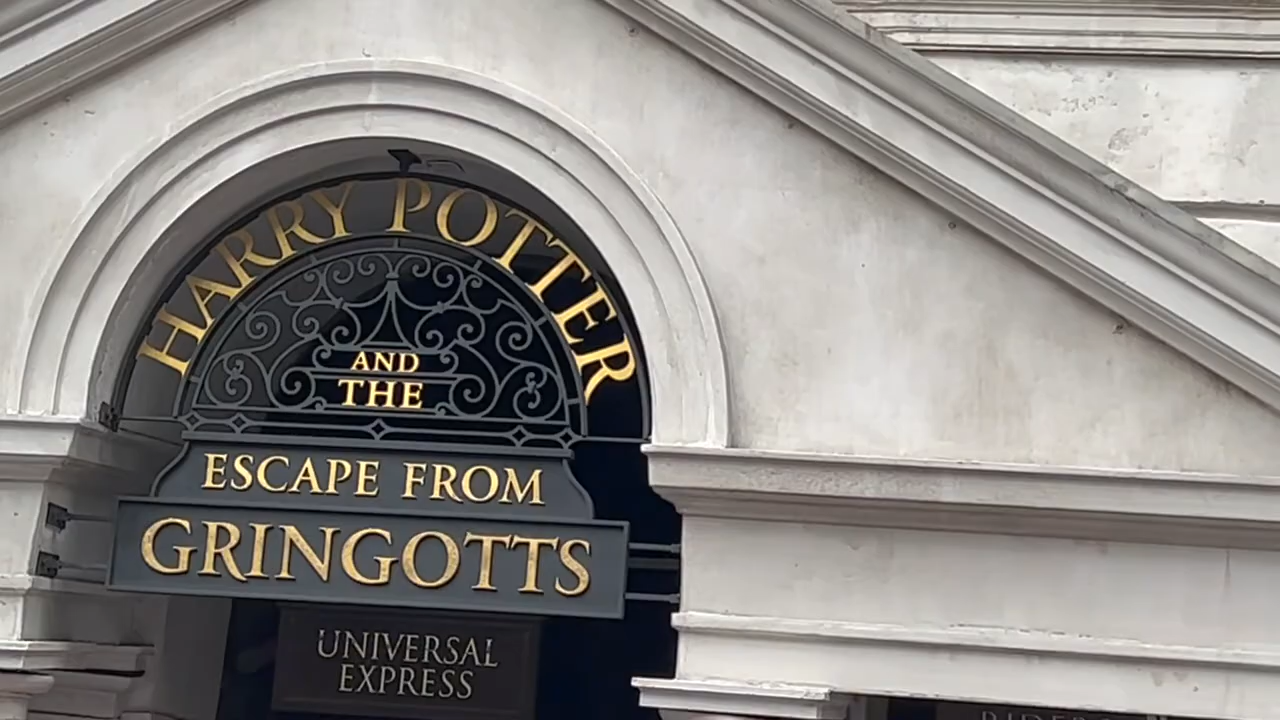 HARRY POTTER
AND
THE
ESCAPE FROM
GRINGOTTS
UNIVERSAL
EXPRESS